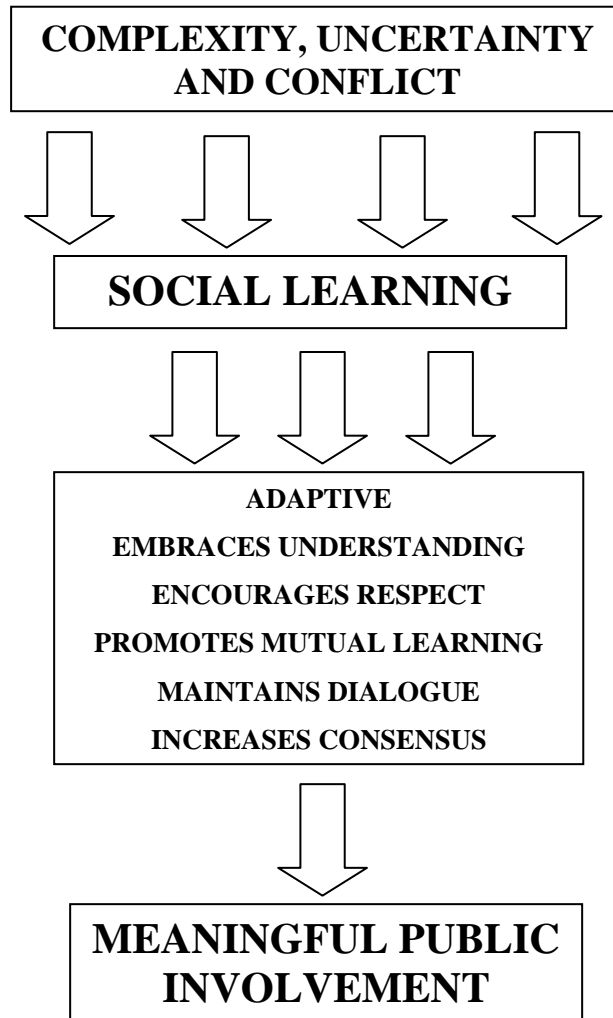 COMPLEXITY, UNCERTAINTY
AND CONFLICT
SOCIAL LEARNING
ADAPTIVE
EMBRACES UNDERSTANDING
ENCOURAGES RESPECT
PROMOTES MUTUAL LEARNING
MAINTAINS DIALOGUE
INCREASES CONSENSUS
MEANINGFUL PUBLIC
INVOLVEMENT